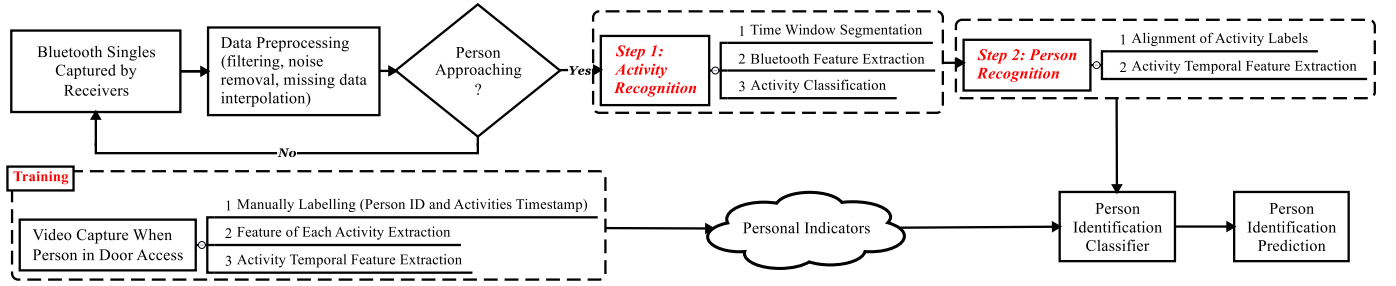 Bluetooth Singles
Captured by
Receivers
Data Preprocessing
(filtering, noise
removal, missing data
interpolation)
Person
Approaching
?
Yes
No
Step 1:
Activity
Recognition
1 Time Window Segmentation
2 Bluetooth Feature Extraction
3 Activity Classification
Step 2: Person
Recognition
1 Alignment of Activity Labels
2 Activity Temporal Feature Extraction
Training
Video Capture When
Person in Door Access
1 Manually Labelling (Person ID and Activities Timestamp)
2 Feature of Each Activity Extraction
3 Activity Temporal Feature Extraction
Personal Indicators
Person
Identification
Classifier
Person
Identification
Prediction